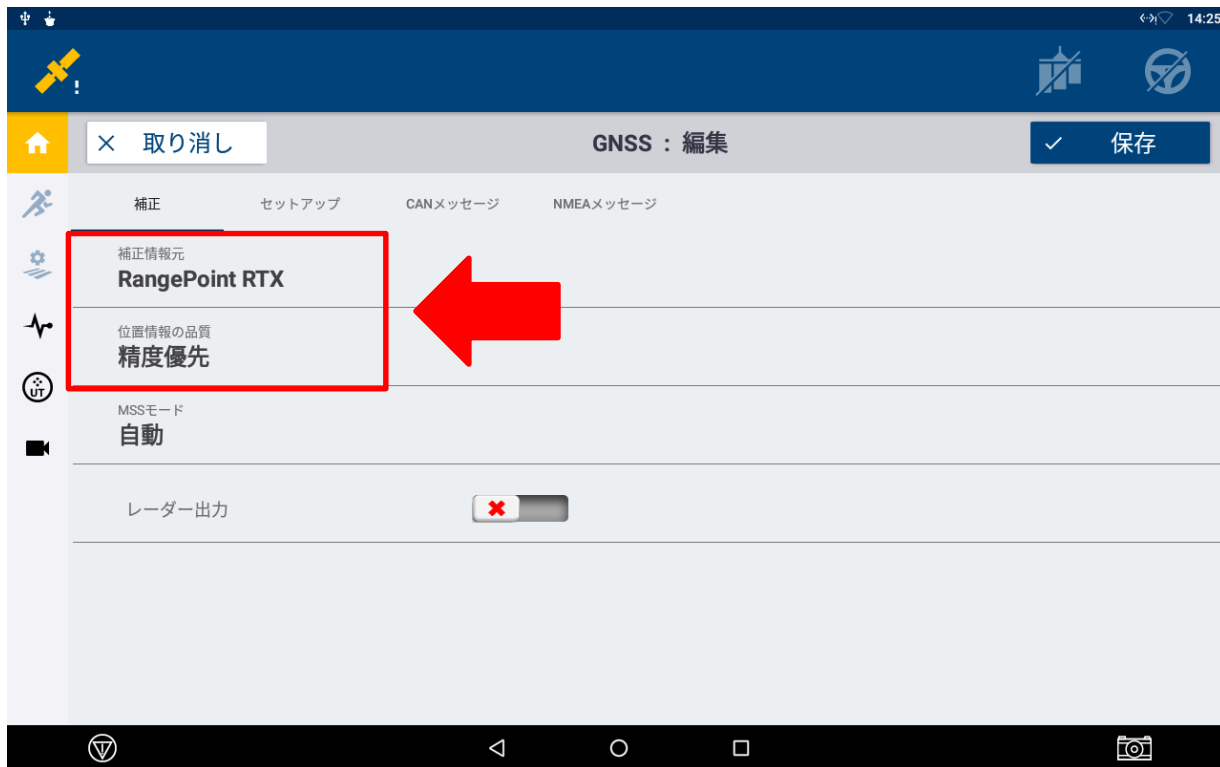 14:25
!
× 取り消し
GNSS : 編集
保存
補正
セットアップ
CANメッセージ
NMEAメッセージ
補正情報元
RangePoint RTX
位置情報の品質
精度優先
UT
MSSモード
自動
レーダー出力